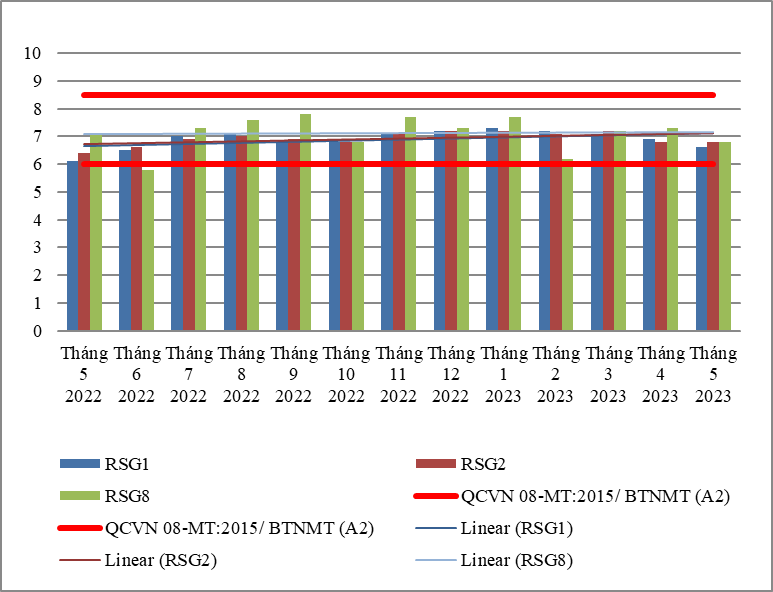 10
9
8
7
6
5
4
3
2
1
0
Tháng Tháng Tháng Tháng Tháng Tháng Tháng Tháng Tháng Tháng Tháng Tháng Tháng
5 6 7 8 9 10 11 12 1 2 3 4 5
2022 2022 2022 2022 2022 2022 2022 2022 2023 2023 2023 2023 2023
RSG1 RSG2
RSG8 QCVN 08-MT:2015/ BTNMT (A2)
QCVN 08-MT:2015/ BTNMT (A2) Linear (RSG1)
Linear (RSG2) Linear (RSG8)